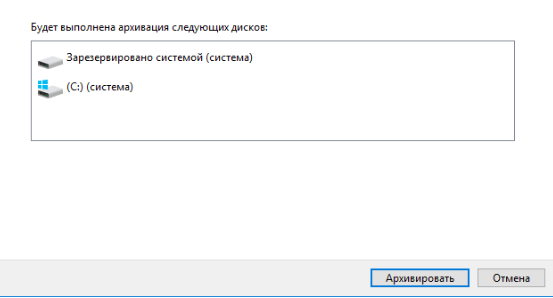 Будет выполнена архивация следующих дисков:
Зарезервировано системой (система)
(C:) (система)
Архивировать
Отмена